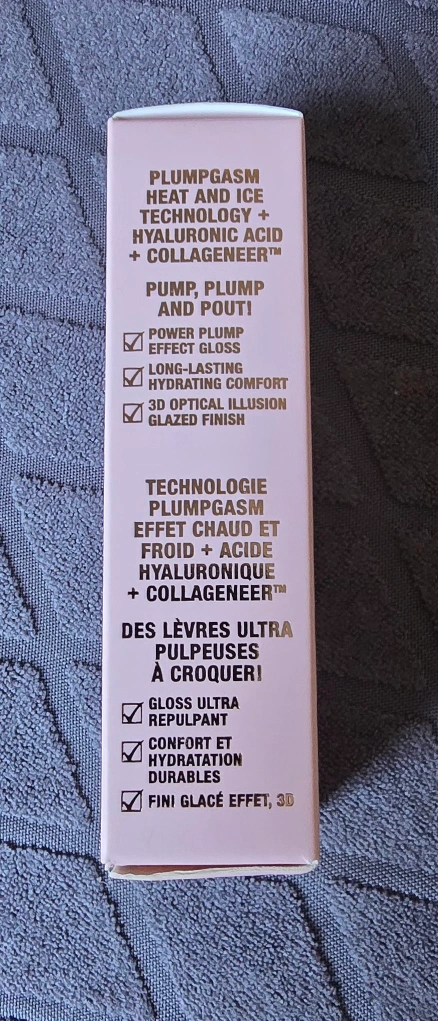 PLUMPGASM
HEAT AND ICE
TECHNOLOGY +
HYALURONIC ACID
+ COLLAGENEER™
PUMP, PLUMP
AND POUT!
POWER PLUMP
EFFECT GLOSS
LONG-LASTING
HYDRATING COMFORT
3D OPTICAL ILLUSION
GLAZED FINISH
TECHNOLOGIE
PLUMPGASM
EFFET CHAUD ET
FROID + ACIDE
HYALURONIQUE
+ COLLAGENEER™
DES LÈVRES ULTRA
PULPEUSES
À CROQUER!
GLOSS ULTRA
REPULPANT
CONFORT ET
HYDRATATION
DURABLES
FINI GLACÉ EFFET, 3D